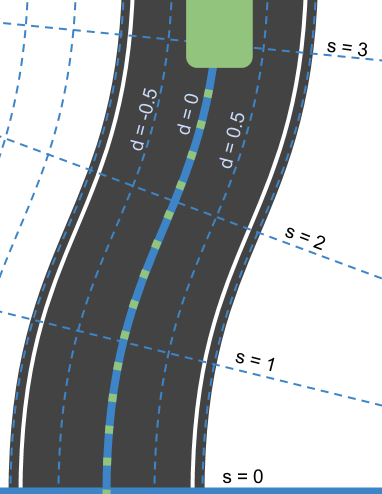 s = 3
d = -0.5
d = 0
d = 0.5
s = 2
s = 1
s = 0